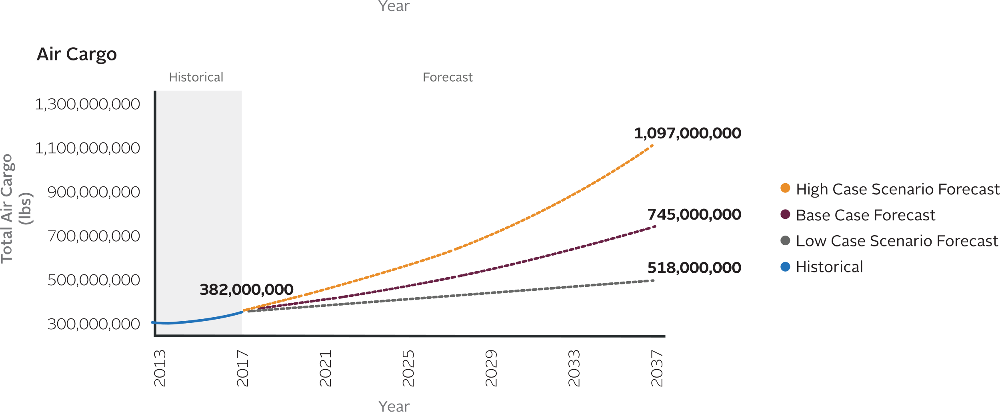 Year
Air Cargo
Historical
Forecast
1,300,000,000
1,100,000,000
900,000,000
700,000,000
500,000,000
300,000,000
Total Air Cargo
(lbs)
1,097,000,000
745,000,000
518,000,000
382,000,000
High Case Scenario Forecast
Base Case Forecast
Low Case Scenario Forecast
Historical
2013
2017
2021
2025
2029
2033
2037
Year